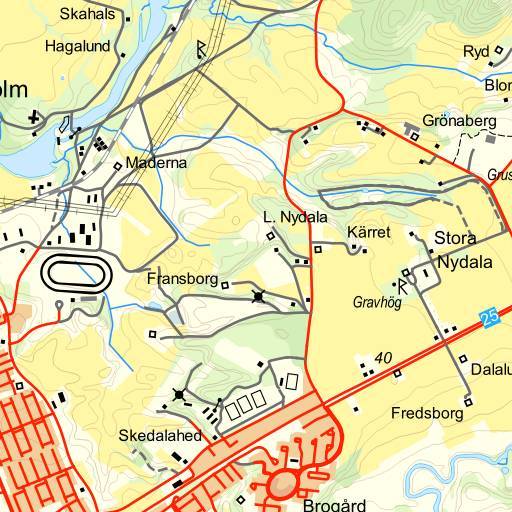 Skahals
Hagalund
Ryd
Blor
olm
Grönaberg
Maderna
Grus
L. Nydala
Kärret
Stora
Nydala
Fransborg
Gravhög
25
40
Dalalu
Fredsborg
Skedalahed
Brogård